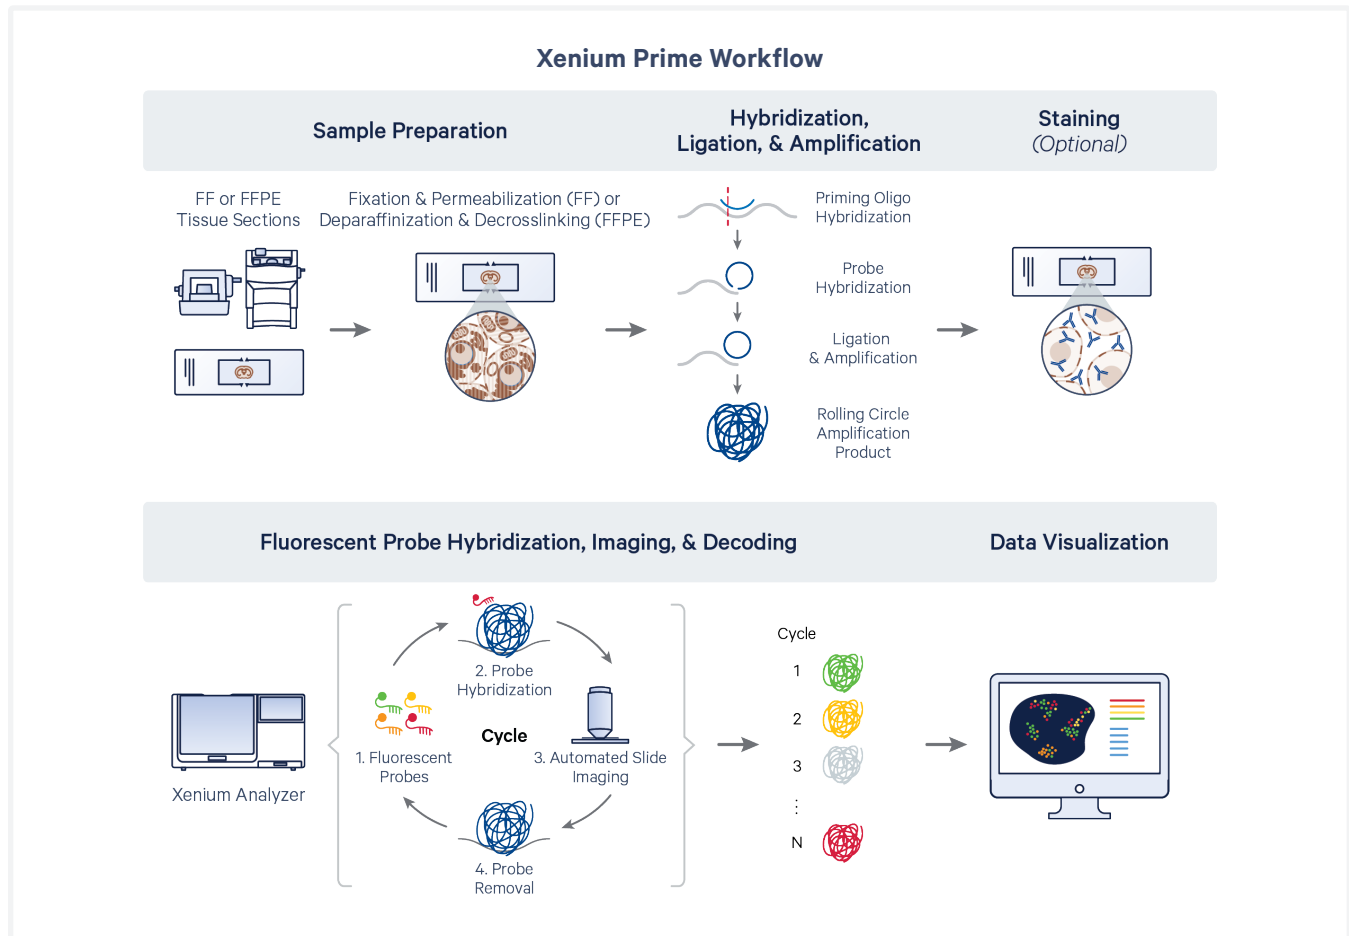 Xenium Prime Workflow
Sample Preparation
Hybridization,
Ligation, & Amplification
Staining
(Optional)
FF or FFPE
Tissue Sections
Fixation & Permeabilization (FF) or
Deparaffinization & Decrosslinking (FFPE)
Priming Oligo
Hybridization
Probe
Hybridization
Ligation
& Amplification
Rolling Circle
Amplification
Product
Fluorescent Probe Hybridization, Imaging, & Decoding
Data Visualization
Xenium Analyzer
1. Fluorescent
Probes
2. Probe
Hybridization
Cycle
3. Automated Slide
Imaging
4. Probe
Removal
Cycle
1
2
3
⋮
N